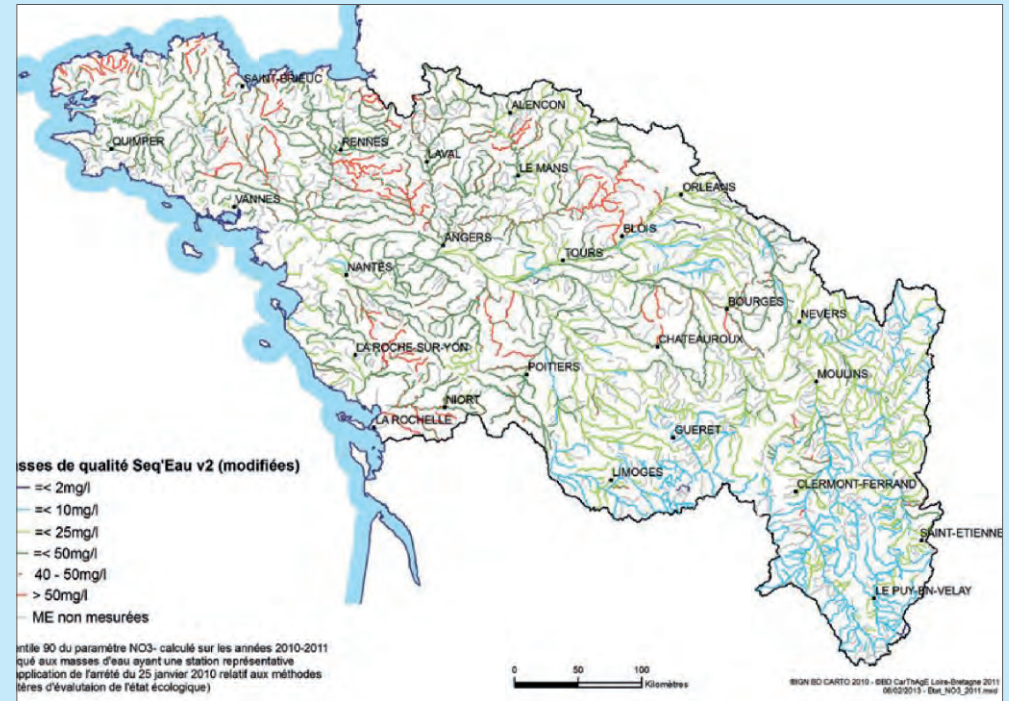 SAINT-BRIEUC
ALENCON
QUIMPER
RENNES
LAVAL
LE MANS
ORLEANS
VANNES
BLOIS
ANGERS
TOURS
NANTES
BOURGES
NEVERS
CHATEAUROUX
LA ROCHE-SUR-YON
POITIERS
MOULINS
NIORT
LA ROCHELLE
GUERET
LIMOGES
CLERMONT-FERRAND
SAINT-ETIENNE
LE PUY-EN-VELAY
asses de qualité Seq'Eau v2 (modifiées)
=< 2mg/l
=< 10mg/l
=< 25mg/l
=< 50mg/l
40 - 50mg/l
> 50mg/l
ME non mesurées
entile 90 du paramètre NO3- calculé sur les années 2010-2011
qué aux masses d'eau ayant une station représentative
application de l'arrété du 25 janvier 2010 relatif aux méthodes
tères d'évalutaion de l'état écologique)
0 50 100
Kilomètres
©IGN BD CARTO 2010 - ©BD CarThAgE Loire-Bretagne 2011
06/02/2013 - Etat_NO3_2011.mxd